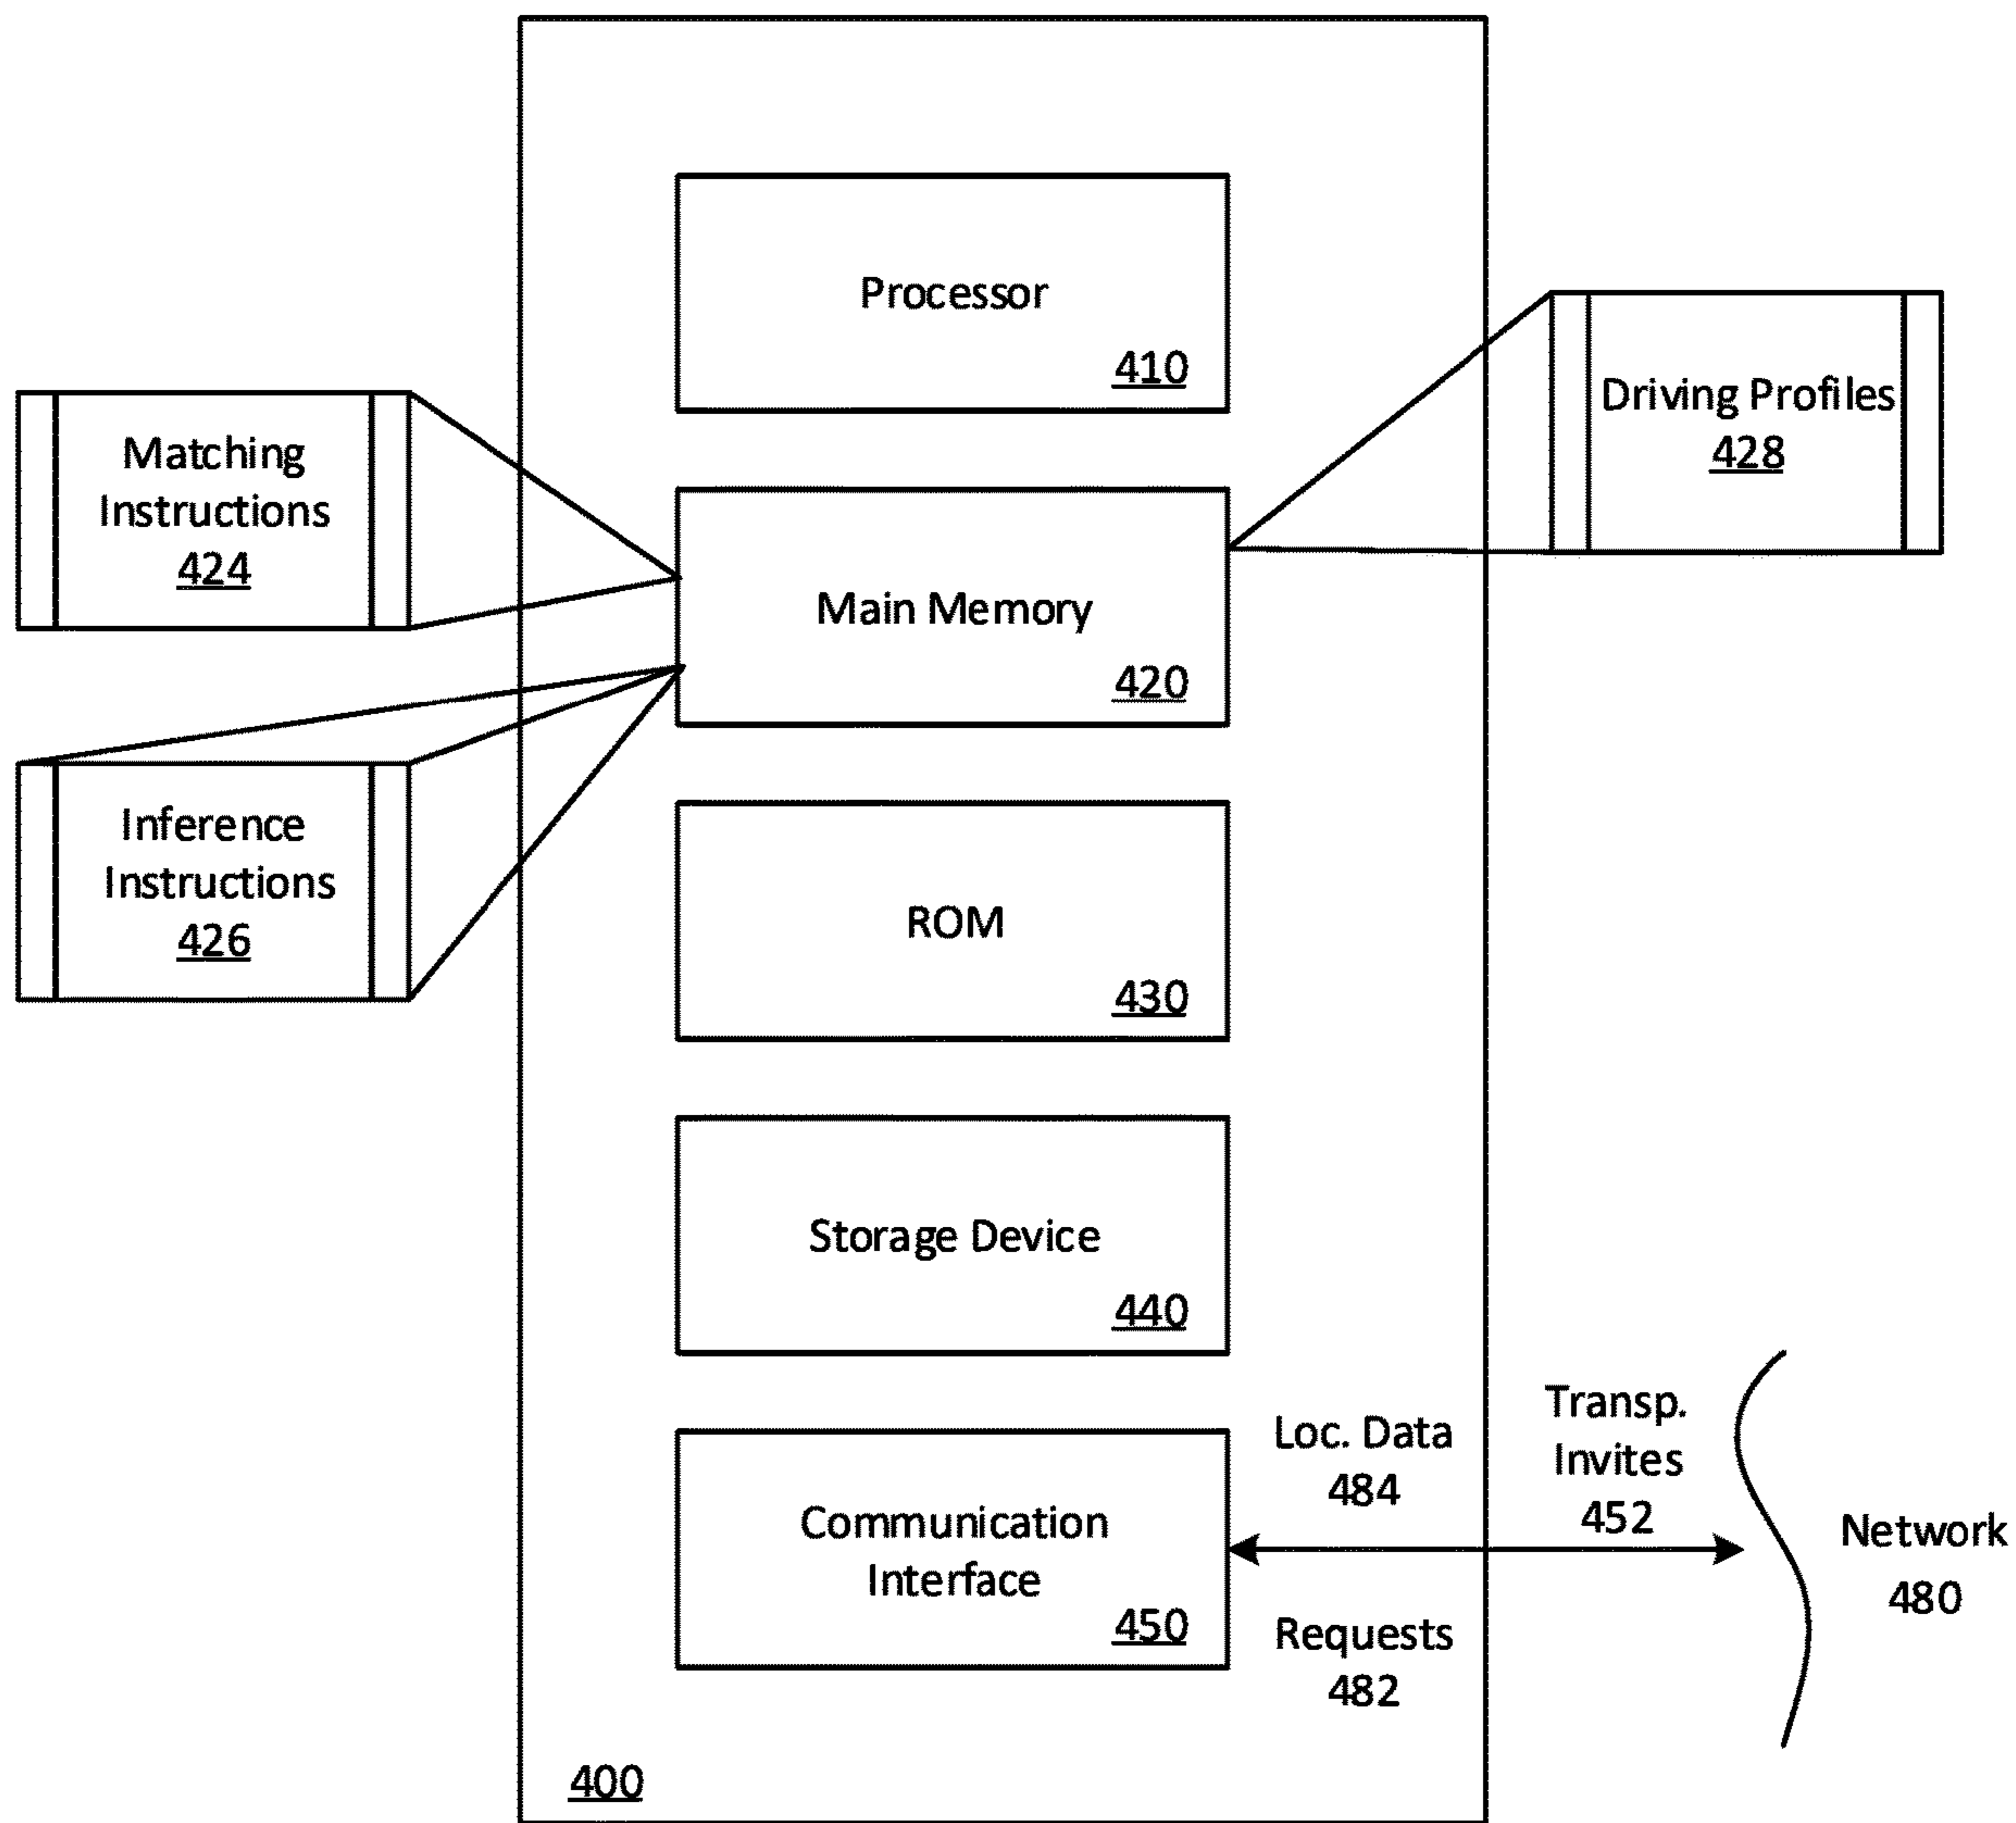 Processor
410
Matching
Instructions
424
Driving Profiles
428
Main Memory
420
Inference
Instructions
426
ROM
430
Storage Device
440
Communication
Interface
450
Loc. Data
484
Requests
482
Transp.
Invites
452
Network
480
400